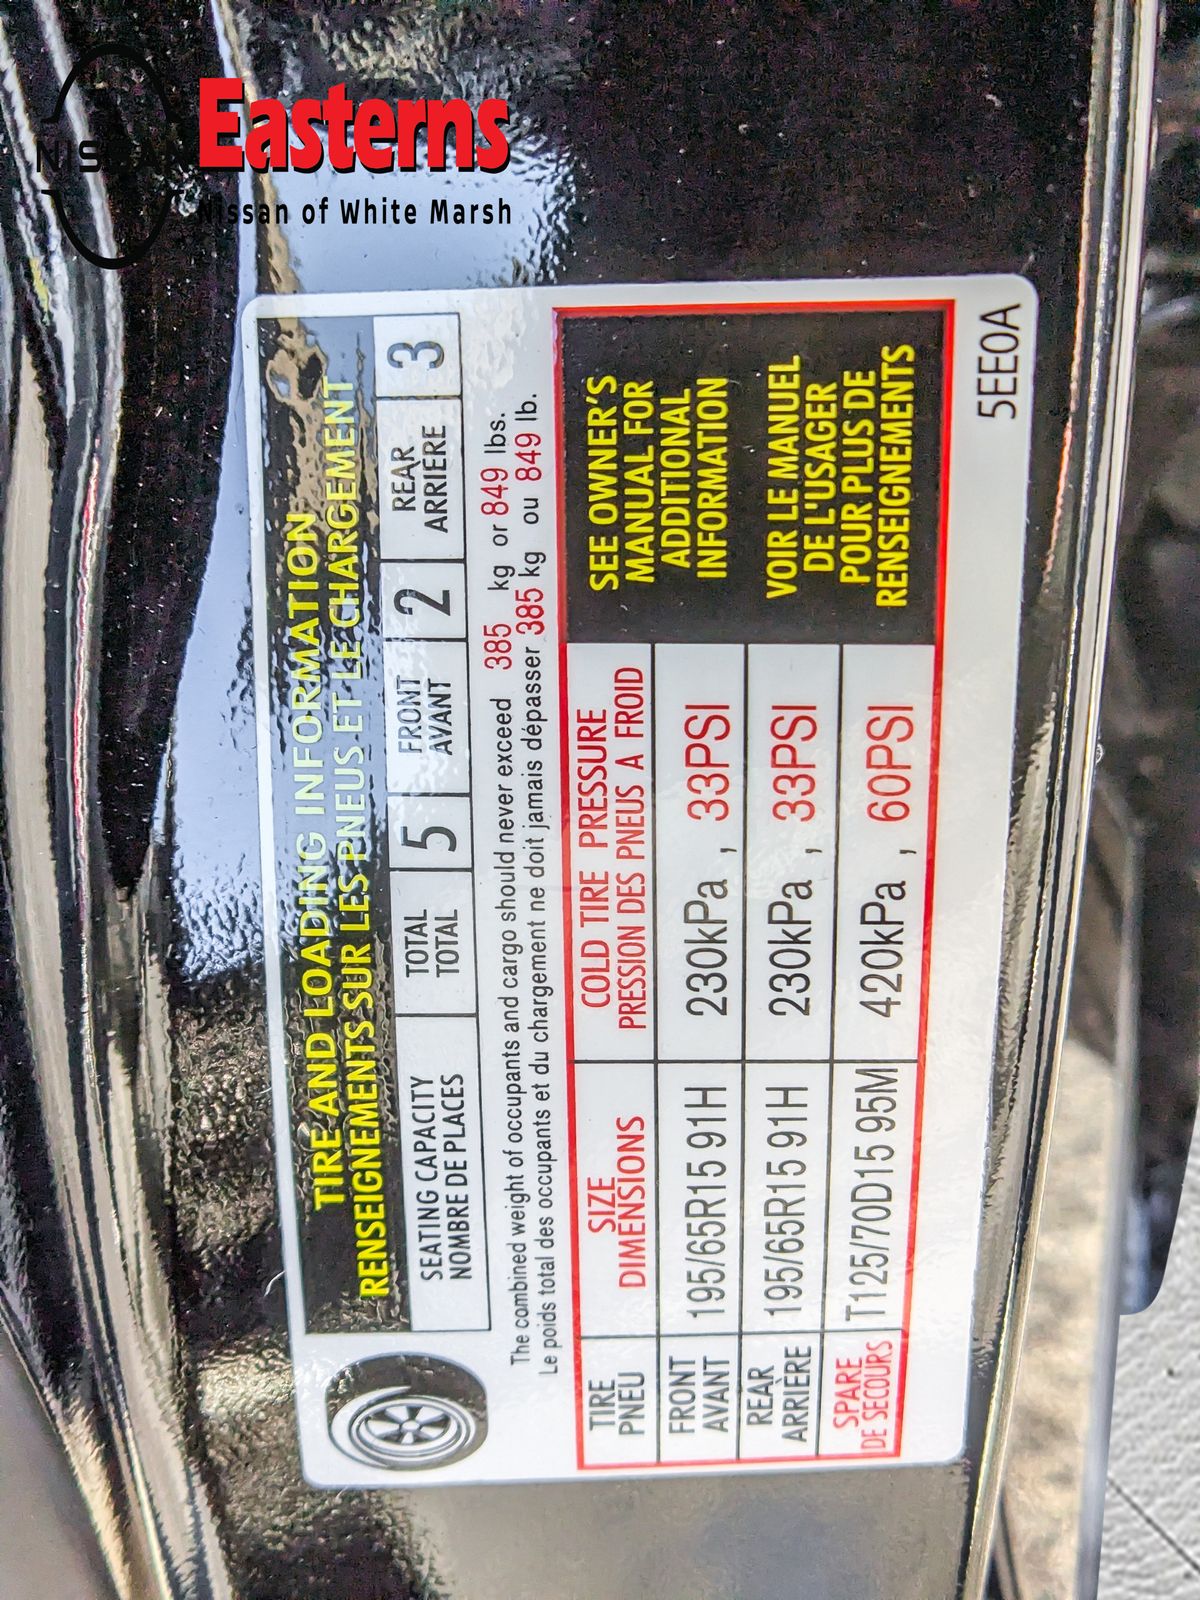 NISSAN
Easterns
Nissan of White Marsh
TIRE AND LOADING INFORMATION
RENSEIGNEMENTS SUR LES PNEUS ET LE CHARGEMENT
SEATING CAPACITY
NOMBRE DE PLACES
TOTAL
TOTAL
5
FRONT
AVANT
2
REAR
ARRIÈRE
3
The combined weight of occupants and cargo should never exceed 385 kg or 849 lbs.
Le poids total des occupants et du chargement ne doit jamais dépasser 385 kg ou 849 lb.
TIRE
PNEU
SIZE
DIMENSIONS
COLD TIRE PRESSURE
PRESSION DES PNEUS A FROID
FRONT
AVANT
195/65R15 91H
230kPa , 33PSI
REAR
ARRIÈRE
195/65R15 91H
230kPa , 33PSI
SPARE
DE SECOURS
T125/70D15 95M
420kPa , 60PSI
SEE OWNER'S
MANUAL FOR
ADDITIONAL
INFORMATION
VOIR LE MANUEL
DE L'USAGER
POUR PLUS DE
RENSEIGNEMENTS
5EE0A